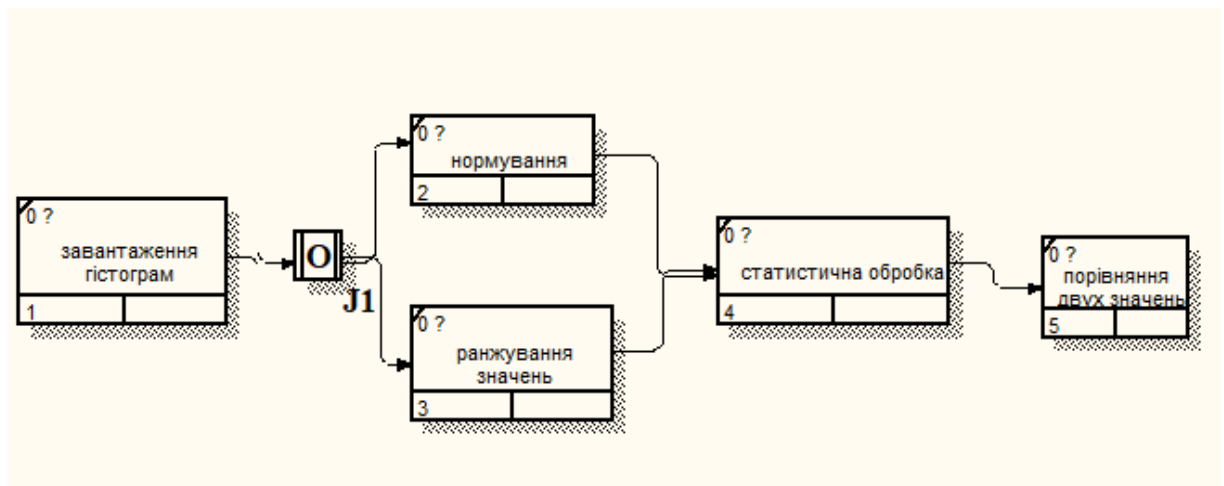 0 ?
завантаження
гістограм
1
O
J1
0 ?
нормування
2
0 ?
ранжування
значень
3
0 ?
статистична обробка
4
0 ?
порівняння
двух значень
5